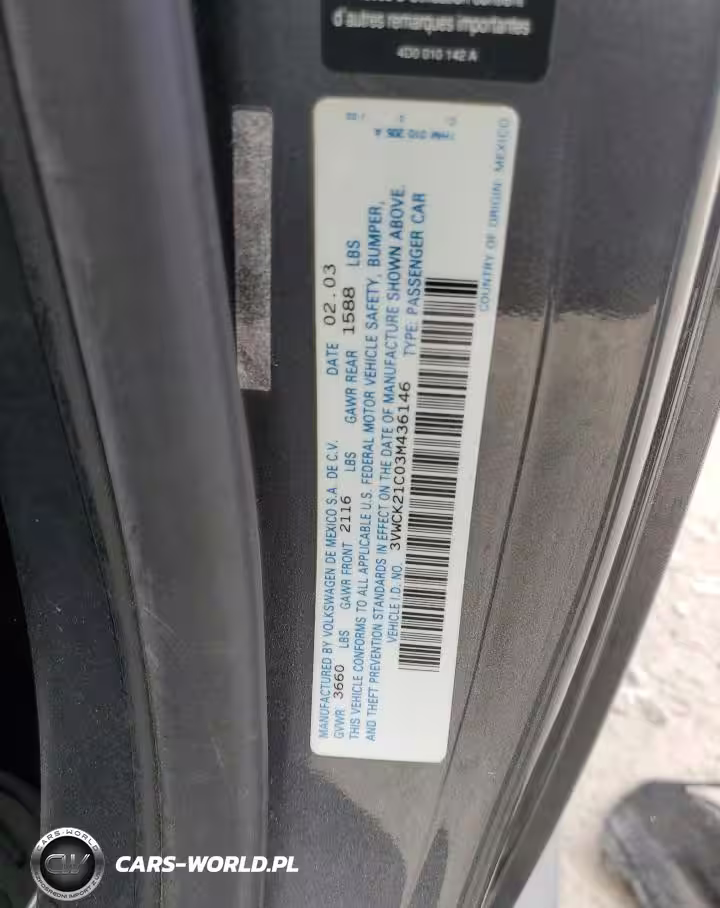 d'autres remarques importantes
4D0 010 142 A
MANUFACTURED BY VOLKSWAGEN DE MEXICO S.A. DE C.V. DATE 02.03
GVWR 3660 LBS GAWR FRONT 2116 LBS GAWR REAR 1588 LBS
THIS VEHICLE CONFORMS TO ALL APPLICABLE U.S. FEDERAL MOTOR VEHICLE SAFETY, BUMPER,
AND THEFT PREVENTION STANDARDS IN EFFECT ON THE DATE OF MANUFACTURE SHOWN ABOVE.
VEHICLE I.D. NO. 3VWCK21C03M436146 TYPE: PASSENGER CAR
COUNTRY OF ORIGIN: MEXICO
CARS-WORLD
CW
CARS-WORLD.PL